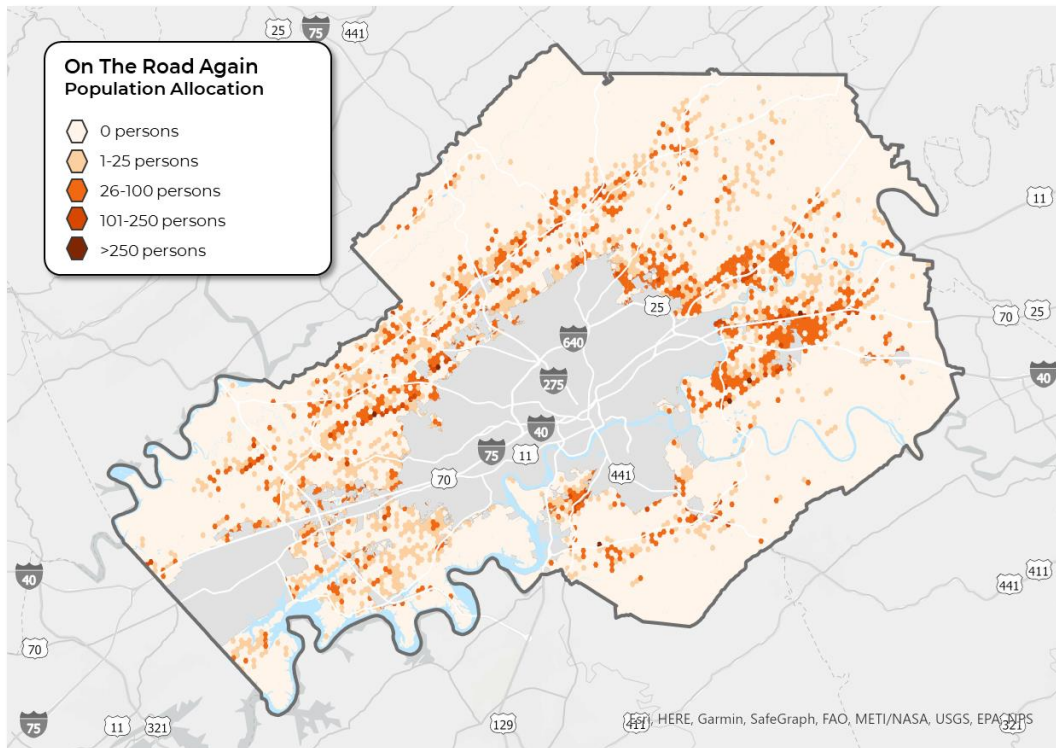 25 75 441
On The Road Again
Population Allocation
0 persons
1-25 persons
26-100 persons
101-250 persons
>250 persons
11
25
70 25
640
40
275
40
75 11
441
70
40
411
441
70
75 11 321 129 411 321
Esri, HERE, Garmin, SafeGraph, FAO, METI/NASA, USGS, EPA, NPS